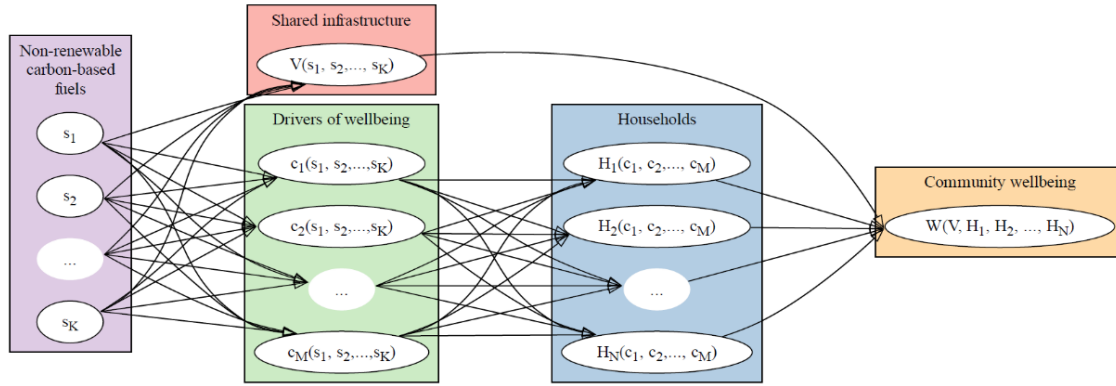 Non-renewable
carbon-based
fuels
s1
s2
...
sK
Shared infrastructure
V(s1, s2,..., sK)
Drivers of wellbeing
c1(s1, s2,...,sK)
c2(s1, s2,...,sK)
...
cM(s1, s2,...,sK)
Households
H1(c1, c2,..., cM)
H2(c1, c2,..., cM)
...
HN(c1, c2,..., cM)
Community wellbeing
W(V, H1, H2, ..., HN)